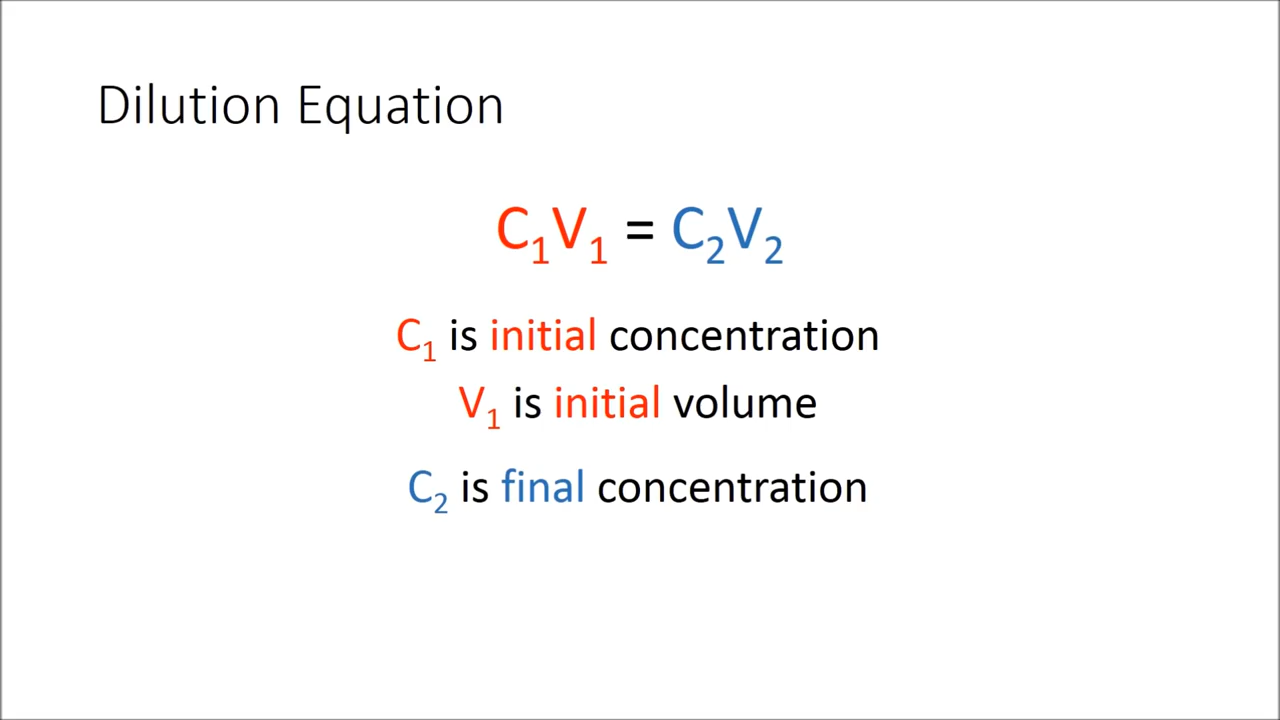 Dilution Equation
C₁V₁ = C₂V₂
C₁ is initial concentration
V₁ is initial volume
C₂ is final concentration